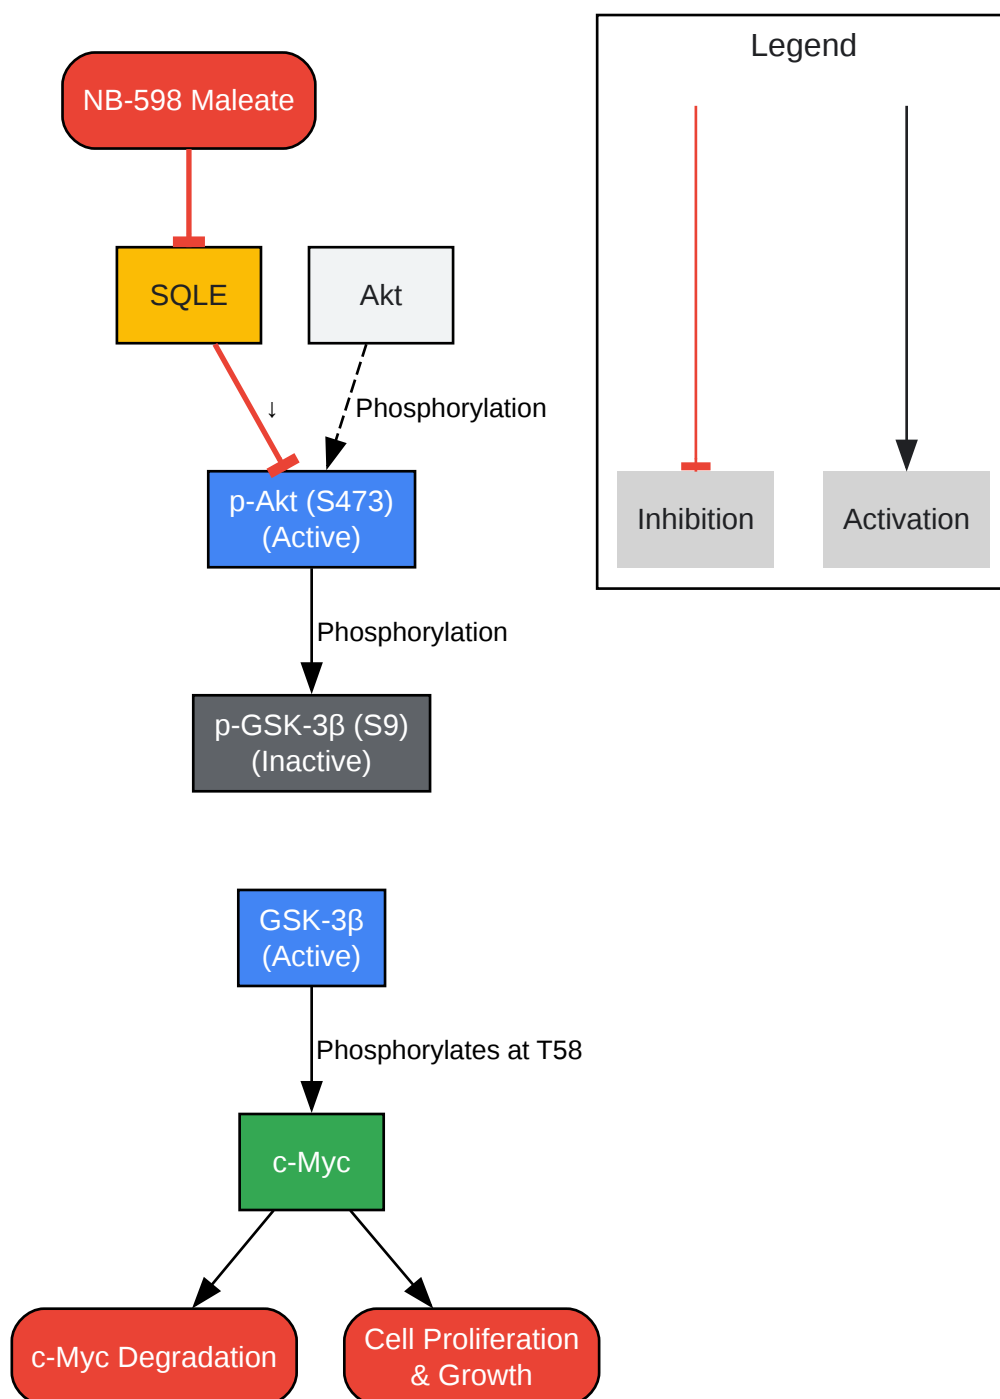 Legend
NB-598 Maleate
SQLE
Akt
↓
Phosphorylation
p-Akt (S473)
(Active)
Inhibition
Activation
Phosphorylation
p-GSK-3β (S9)
(Inactive)
GSK-3β
(Active)
Phosphorylates at T58
c-Myc
c-Myc Degradation
Cell Proliferation
& Growth